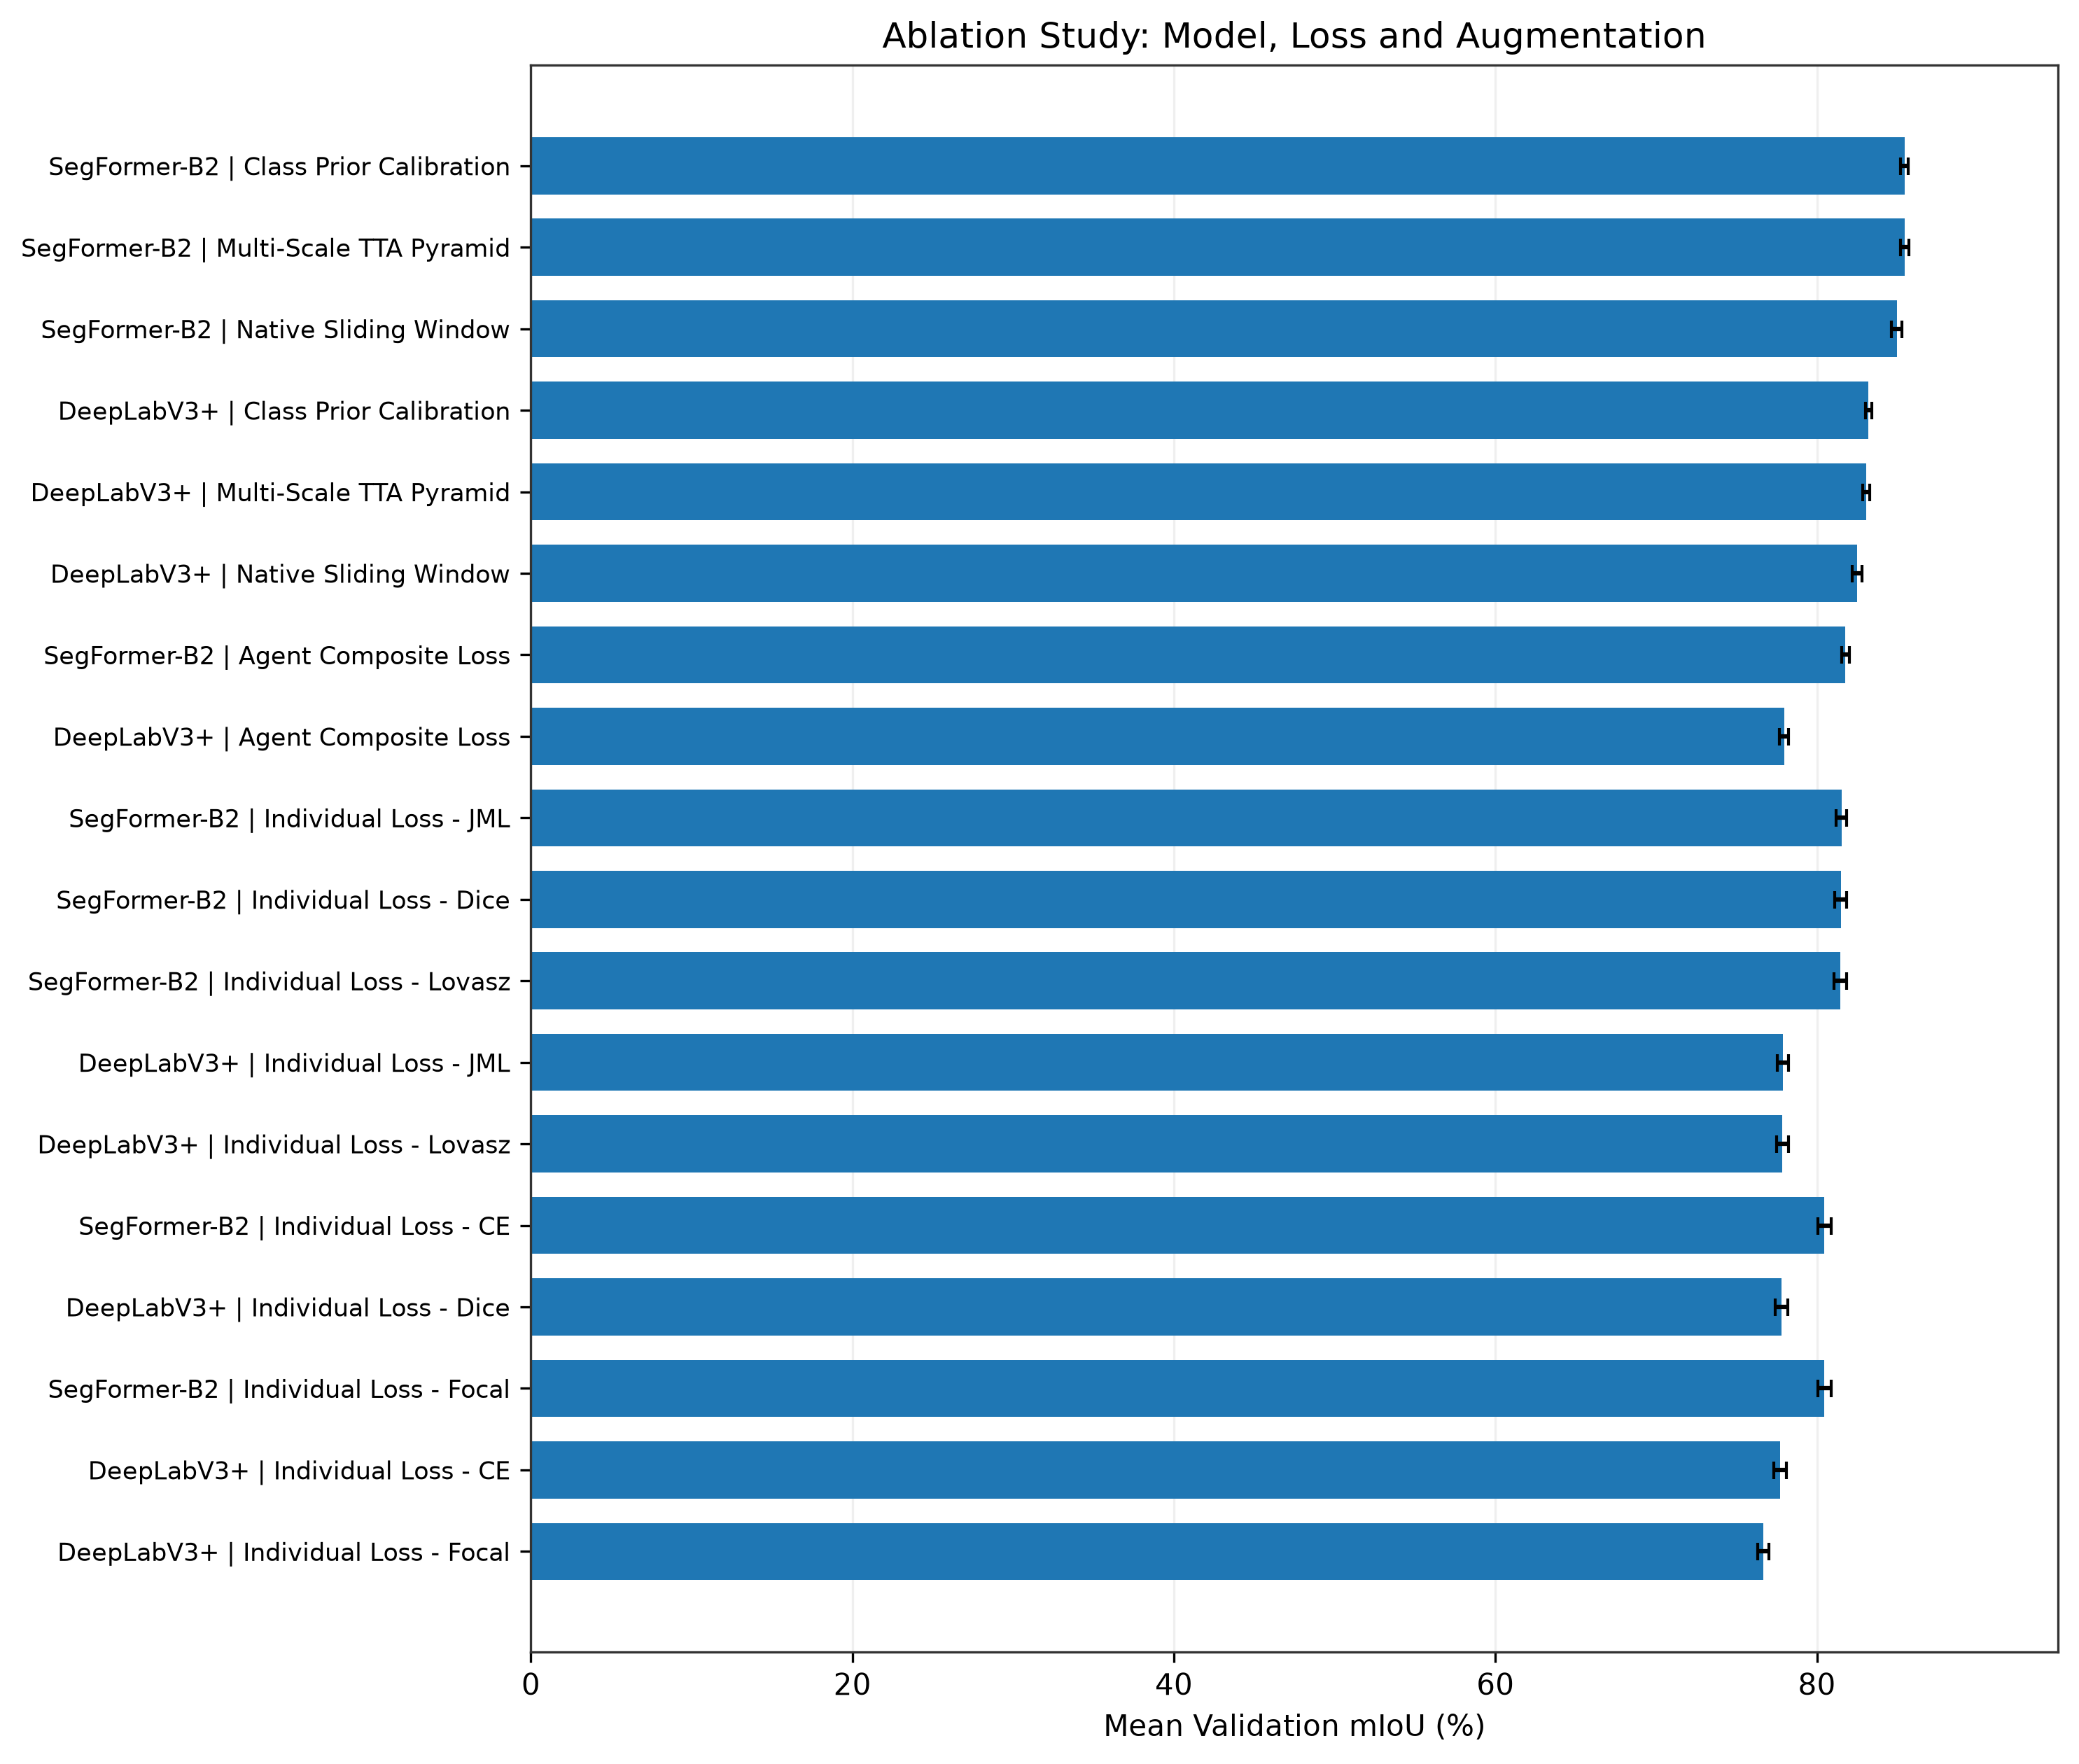 Ablation Study: Model, Loss and Augmentation
SegFormer-B2 | Class Prior Calibration
SegFormer-B2 | Multi-Scale TTA Pyramid
SegFormer-B2 | Native Sliding Window
DeepLabV3+ | Class Prior Calibration
DeepLabV3+ | Multi-Scale TTA Pyramid
DeepLabV3+ | Native Sliding Window
SegFormer-B2 | Agent Composite Loss
DeepLabV3+ | Agent Composite Loss
SegFormer-B2 | Individual Loss - JML
SegFormer-B2 | Individual Loss - Dice
SegFormer-B2 | Individual Loss - Lovasz
DeepLabV3+ | Individual Loss - JML
DeepLabV3+ | Individual Loss - Lovasz
SegFormer-B2 | Individual Loss - CE
DeepLabV3+ | Individual Loss - Dice
SegFormer-B2 | Individual Loss - Focal
DeepLabV3+ | Individual Loss - CE
DeepLabV3+ | Individual Loss - Focal
0 20 40 60 80
Mean Validation mIoU (%)